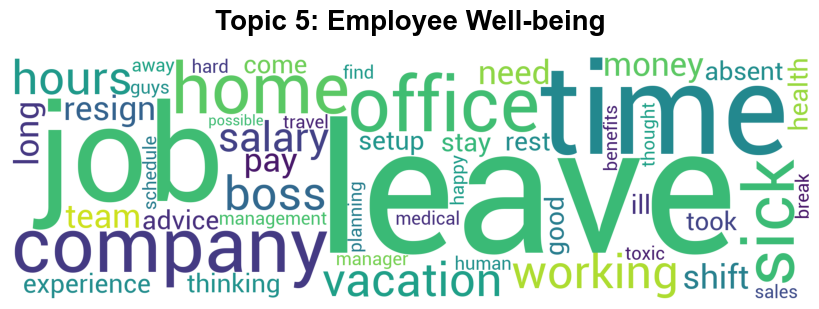 Topic 5: Employee Well-being
hours
away
guys
hard
come
home
find
office
need
time
money
absent
health
long
job
resign
schedule
possible
travel
salary
pay
setup
stay
rest
benefits
thought
boss
leave
happy
planning
team
advice
management
medical
good
ill
took
sick
break
company
manager
human
toxic
experience
thinking
vacation
working
shift
sales